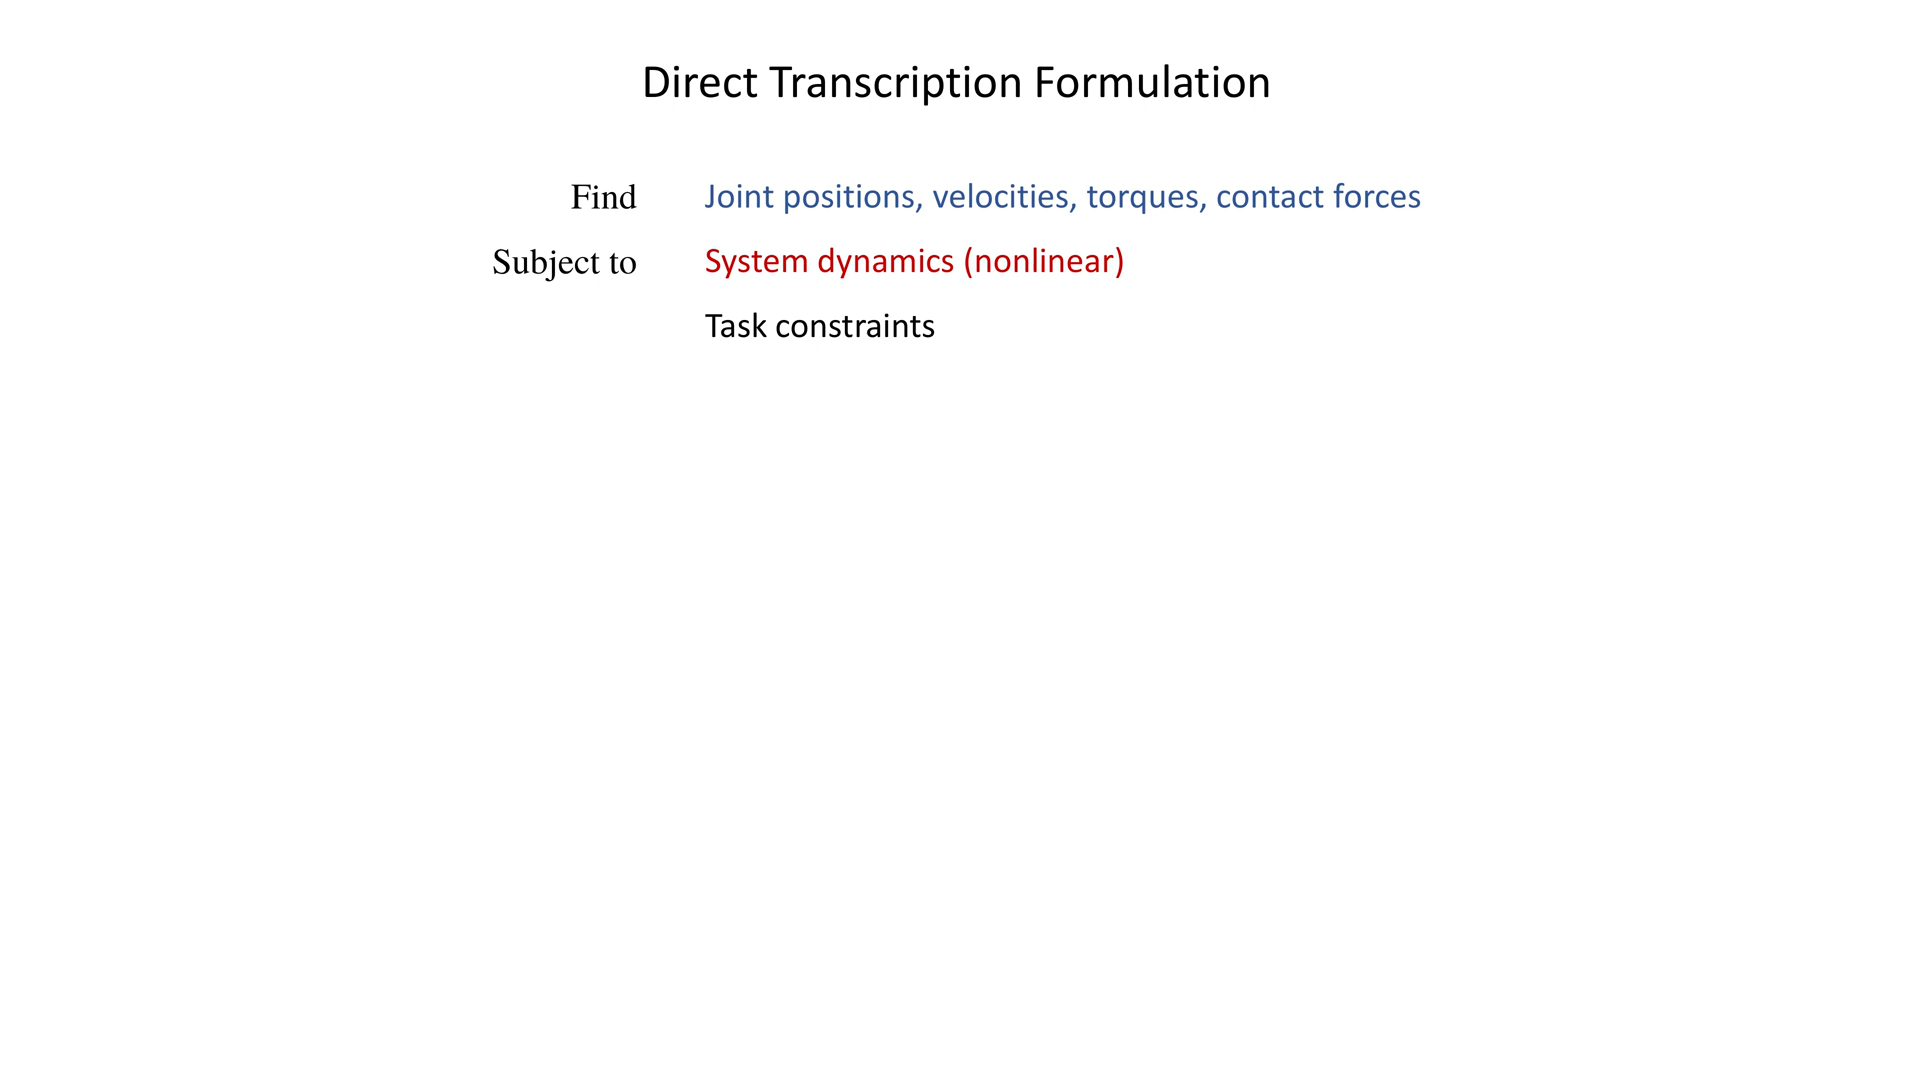 Direct Transcription Formulation
Find Joint positions, velocities, torques, contact forces
Subject to System dynamics (nonlinear)
Task constraints